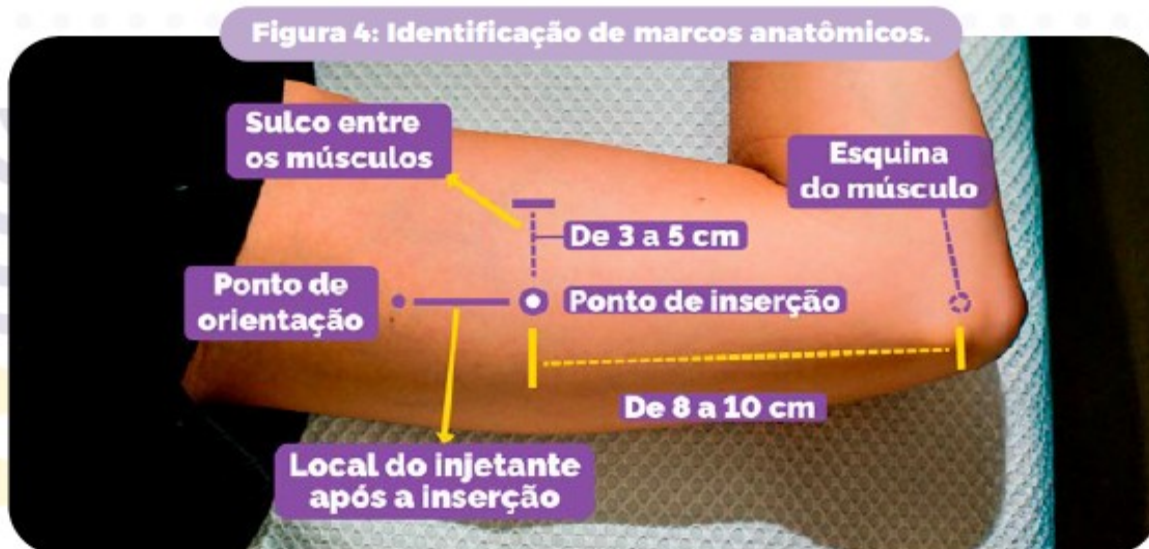 Figura 4: Identificação de marcos anatômicos.
Sulco entre
os músculos
Esquina
do músculo
De 3 a 5 cm
Ponto de
orientação
Ponto de inserção
De 8 a 10 cm
Local do injetante
após a inserção